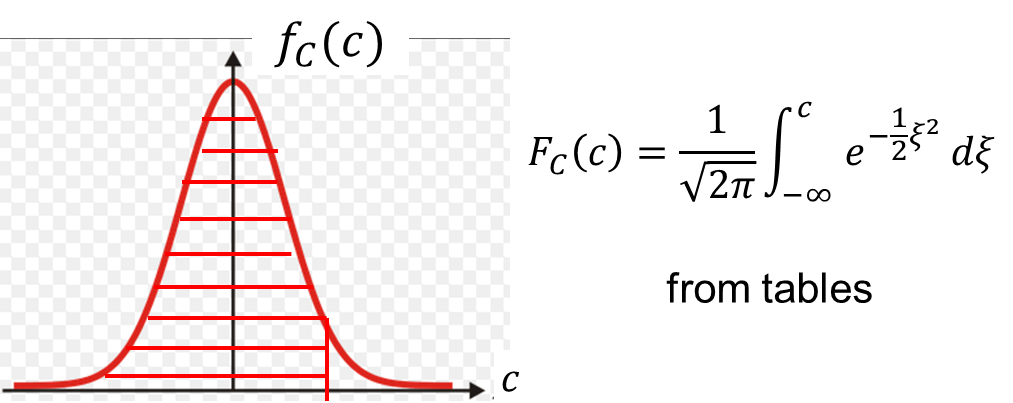 f_C(c)
F_C(c) = \frac{1}{\sqrt{2\pi}} \int_{-\infty}^{c} e^{-\frac{1}{2}\xi^2} d\xi
from tables
c